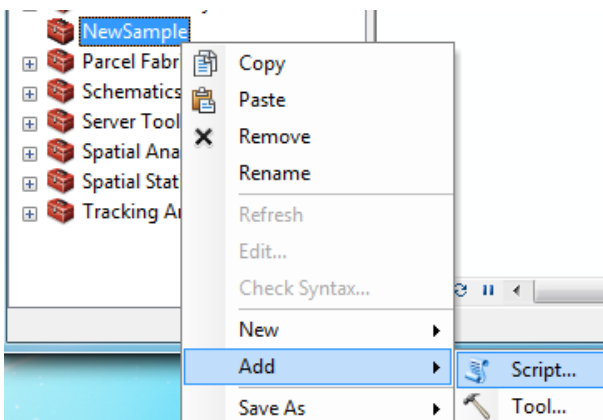 NewSample
Parcel Fabr
Schematics
Server Tool
Spatial Ana
Spatial Stat
Tracking A
Copy
Paste
Remove
Rename
Refresh
Edit...
Check Syntax...
New
Add
Save As
Script...
Tool...